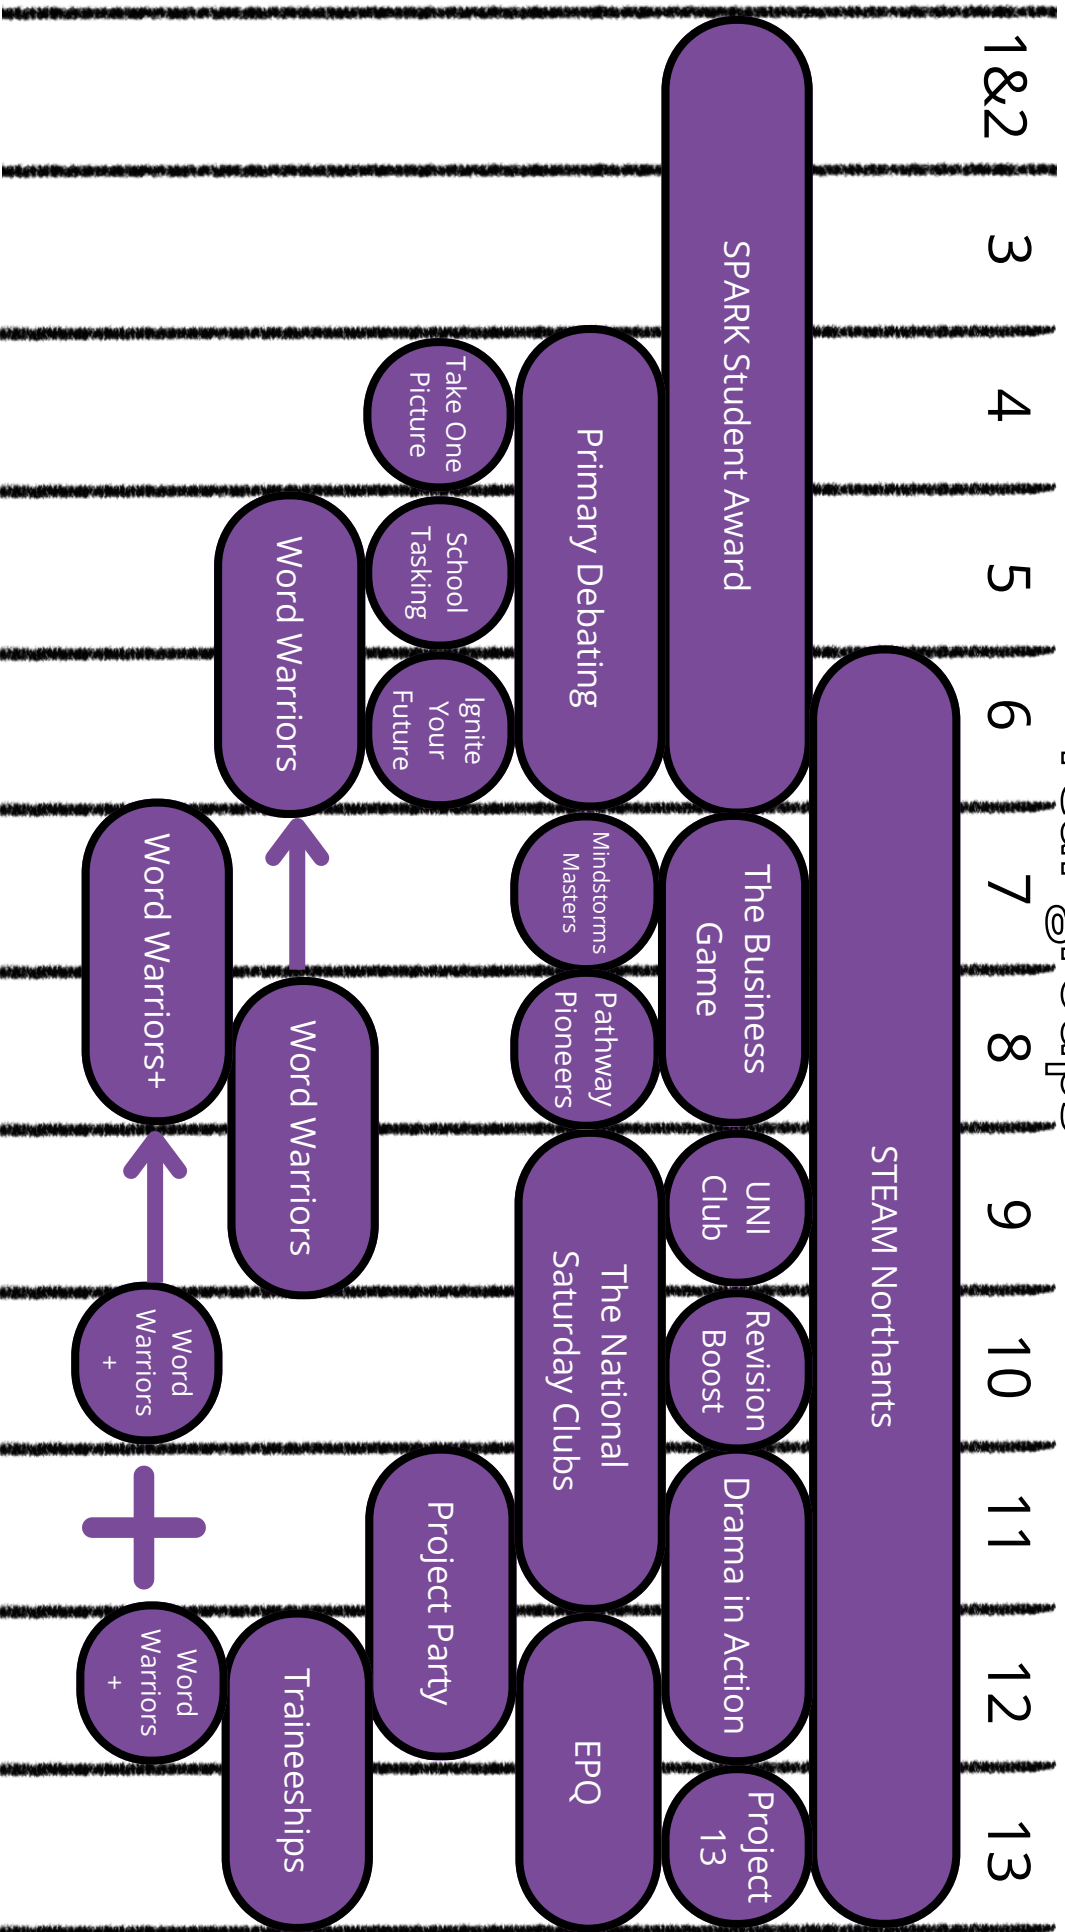 1&2 3 4 5 6 7 8 9 10 11 12 13
STEAM Northants
SPARK Student Award
The Business
Game
UNI
Club
Revision
Boost
Drama in Action
Project
13
Primary Debating
Mindstorms
Masters
Pathway
Pioneers
The National
Saturday Clubs
EPQ
Take One
Picture
School
Tasking
Ignite
Your
Future
Project Party
Word Warriors
Word Warriors
Traineeships
Word Warriors+
Word
Warriors
+
Word
Warriors
+